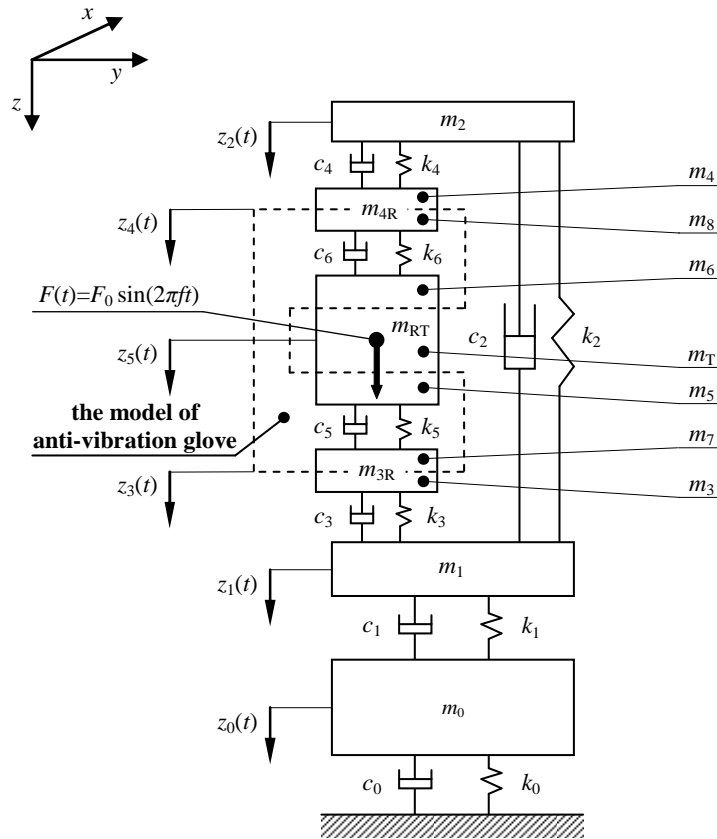 x
y
z
m₂
z₂(t)
c₄
k₄
m₄
m₄R
z₄(t)
m₈
c₆
k₆
m₆
F(t)=F₀ sin(2πft)
m_RT
c₂
k₂
z₅(t)
m_T
m₅
the model of
anti-vibration glove
c₅
k₅
m₇
m₃R
z₃(t)
m₃
c₃
k₃
m₁
z₁(t)
c₁
k₁
m₀
z₀(t)
c₀
k₀